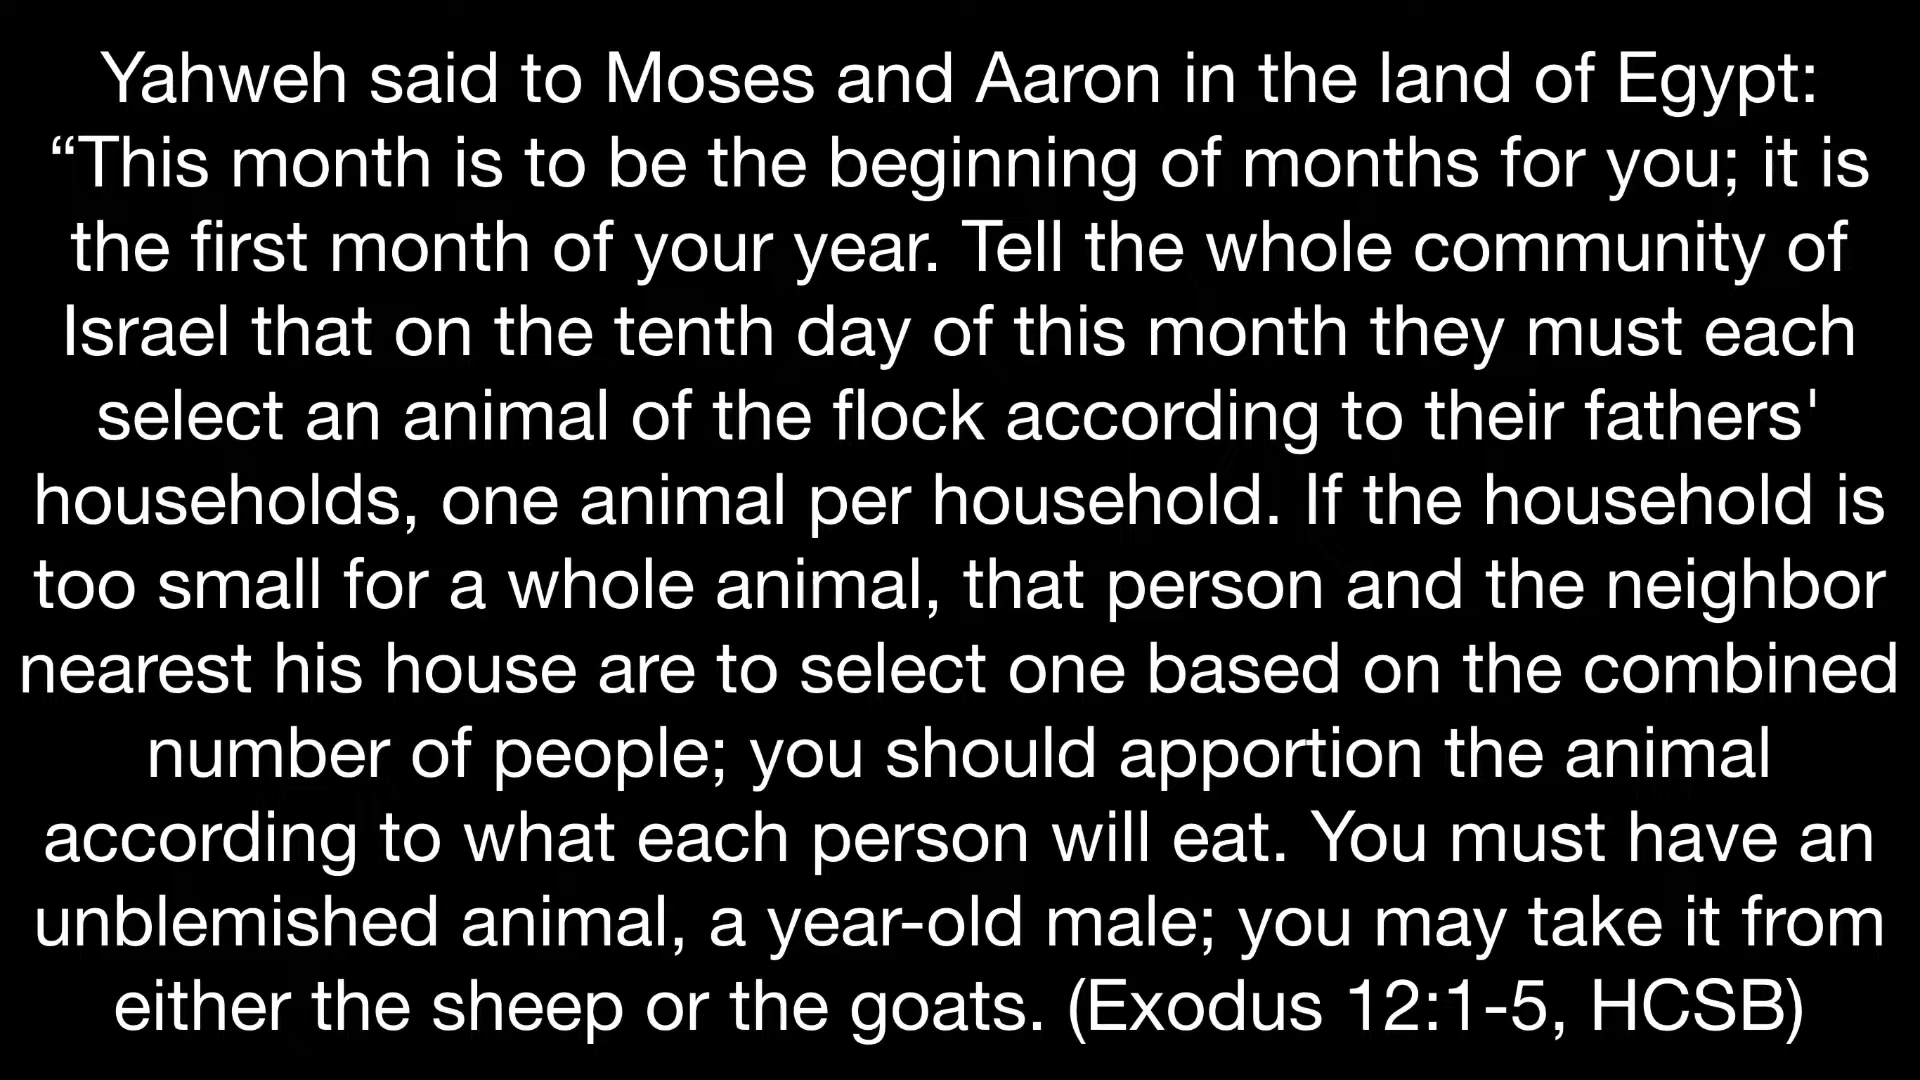 Yahweh said to Moses and Aaron in the land of Egypt:
“This month is to be the beginning of months for you; it is
the first month of your year. Tell the whole community of
Israel that on the tenth day of this month they must each
select an animal of the flock according to their fathers'
households, one animal per household. If the household is
too small for a whole animal, that person and the neighbor
nearest his house are to select one based on the combined
number of people; you should apportion the animal
according to what each person will eat. You must have an
unblemished animal, a year-old male; you may take it from
either the sheep or the goats. (Exodus 12:1-5, HCSB)